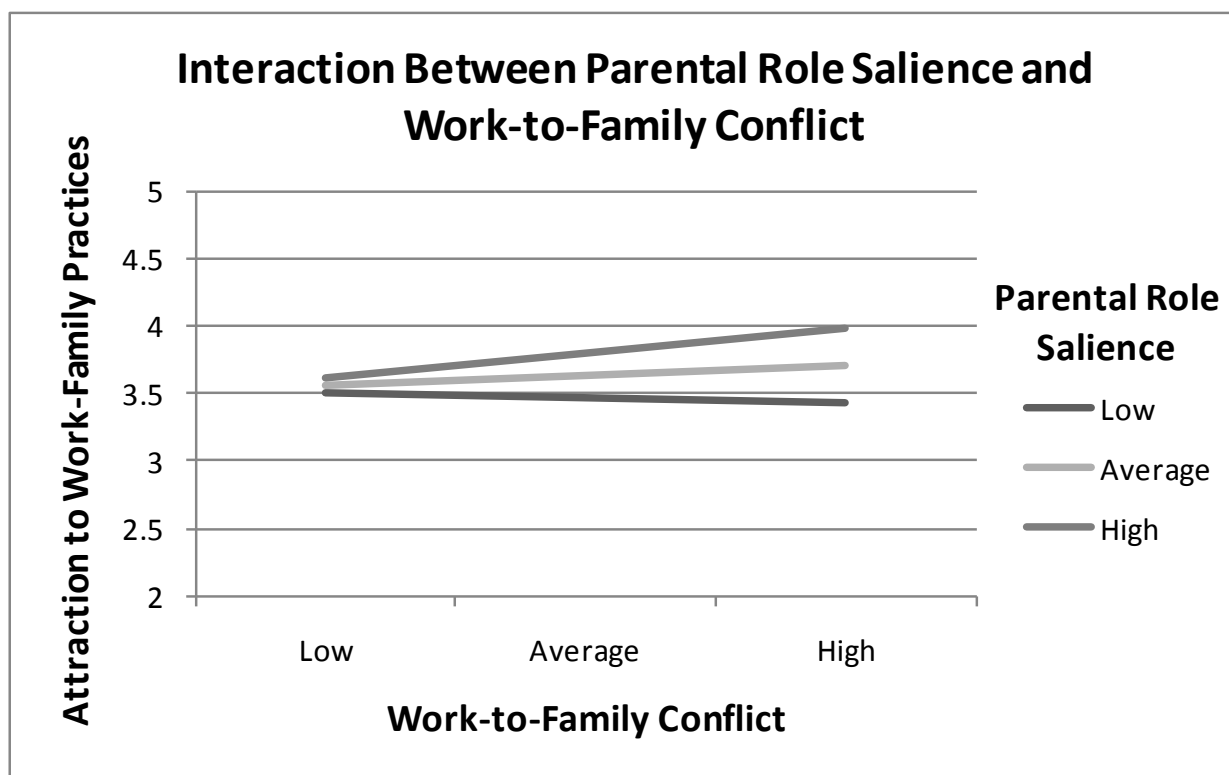 Interaction Between Parental Role Salience and
Work-to-Family Conflict
Attraction to Work-Family Practices
5
4.5
4
3.5
3
2.5
2
Low
Average
High
Work-to-Family Conflict
Parental Role
Salience
Low
Average
High